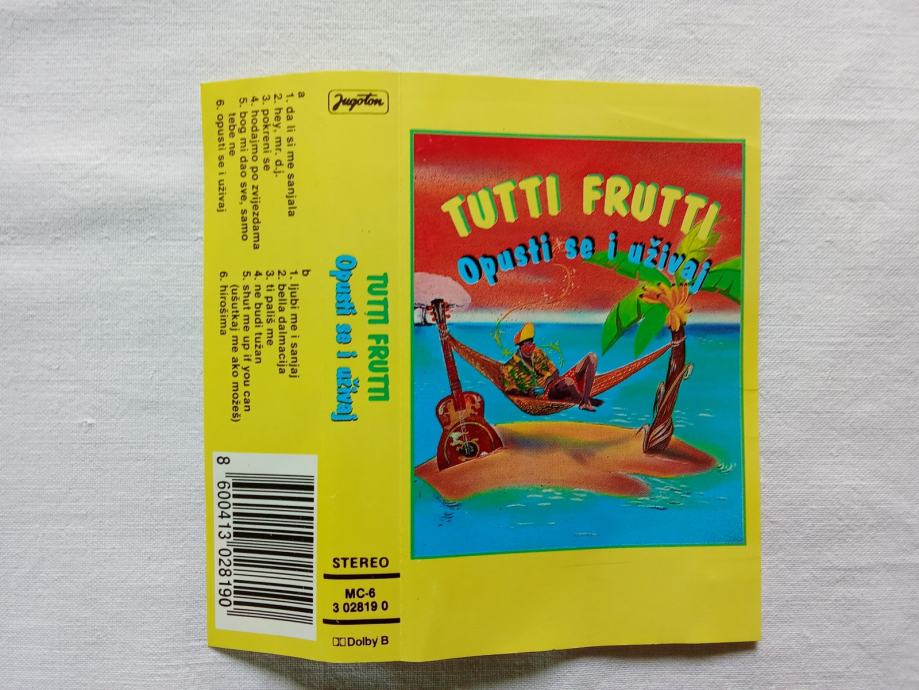 Jugoton
a
1. da li si me sanjala
2. hey, mr. d.j.
3. pokreni se
4. hodajmo po zvijezdama
5. bog mi dao sve, samo
tebe ne
6. opusti se i uživaj
b
1. ljubi me i sanjaj
2. bella dalmacija
3. ti pališ me
4. ne budi tužan
5. shut me up if you can
(ušutkaj me ako možeš)
6. hirošima
8 600413 028190
TUTTI FRUTTI
Opusti se i uživaj
STEREO
MC-6
3 02819 0
Dolby B
TUTTI FRUTTI
Opusti se i uživaj